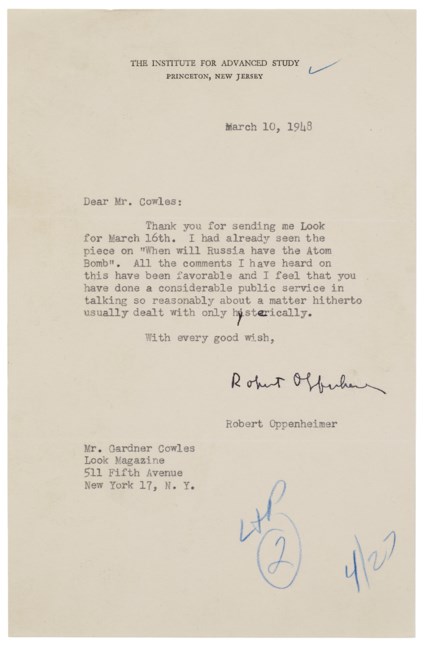 THE INSTITUTE FOR ADVANCED STUDY
PRINCETON, NEW JERSEY
March 10, 1948
Dear Mr. Cowles:
Thank you for sending me Look
for March 16th. I had already seen the
piece on "When will Russia have the Atom
Bomb". All the comments I have heard on
this have been favorable and I feel that you
have done a considerable public service in
talking so reasonably about a matter hitherto
usually dealt with only hysterically.
With every good wish,
Robert Oppenheimer
Robert Oppenheimer
Mr. Gardner Cowles
Look Magazine
511 Fifth Avenue
New York 17, N. Y.
2